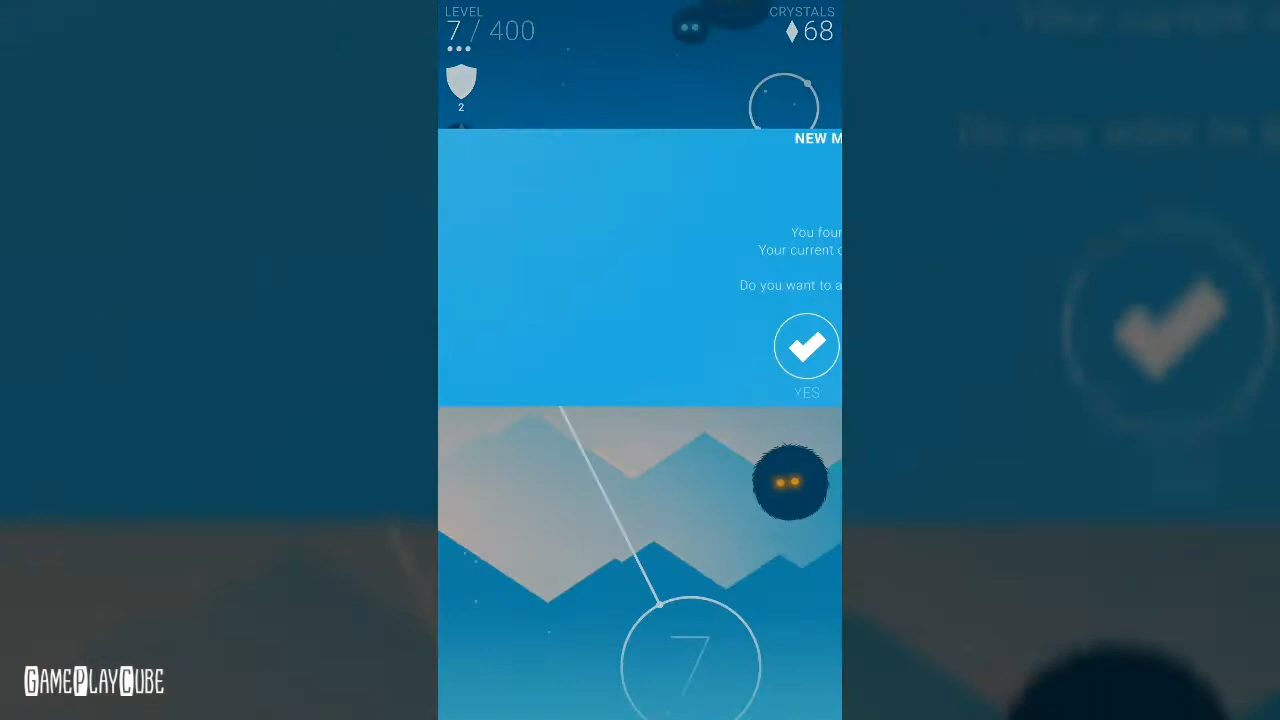 LEVEL
7 / 400
CRYSTALS
68
2
NEW M
You foun
Your current
Do you want to a
YES
7
GAMEPLAYCUBE